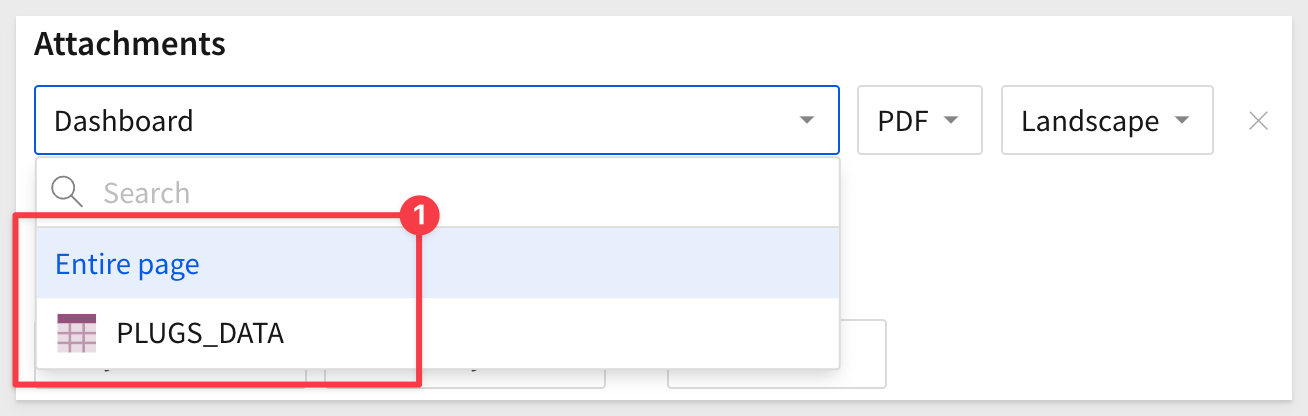 Attachments
Dashboard PDF Landscape
Search
1
Entire page
PLUGS_DATA